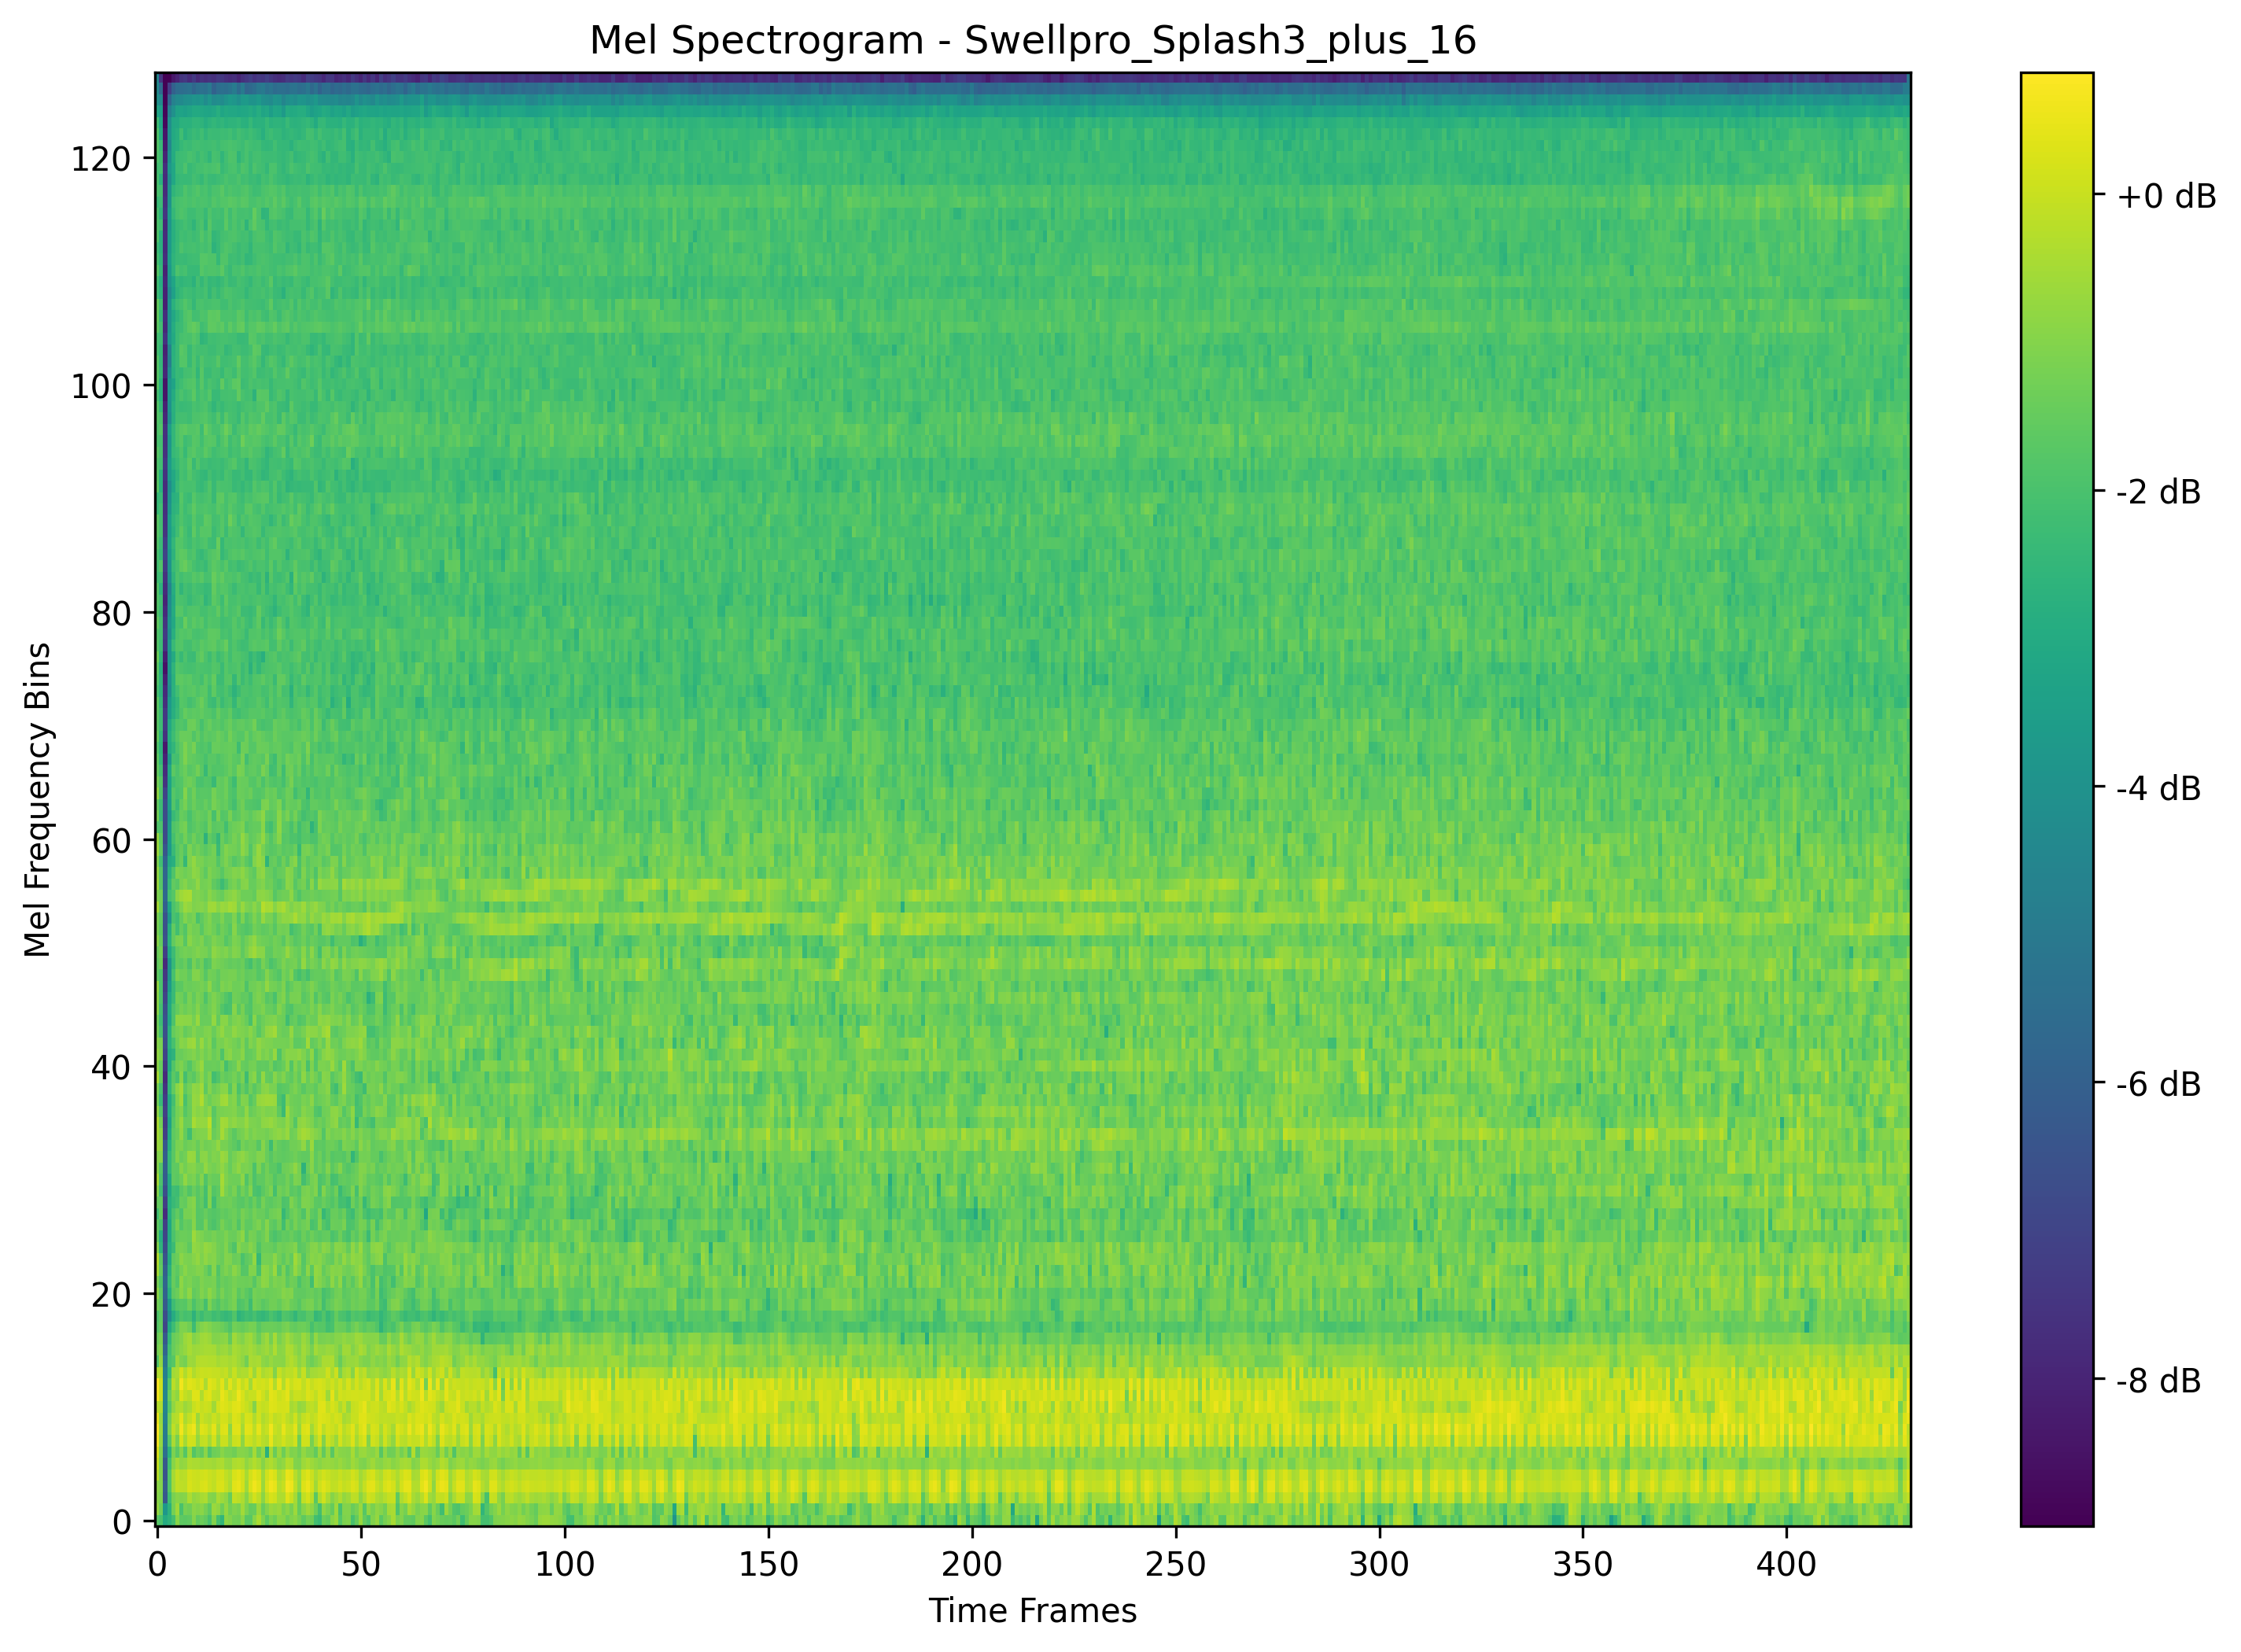 Mel Spectrogram - Swellpro_Splash3_plus_16
Mel Frequency Bins
120
100
80
60
40
20
0
0 50 100 150 200 250 300 350 400
Time Frames
+0 dB
-2 dB
-4 dB
-6 dB
-8 dB